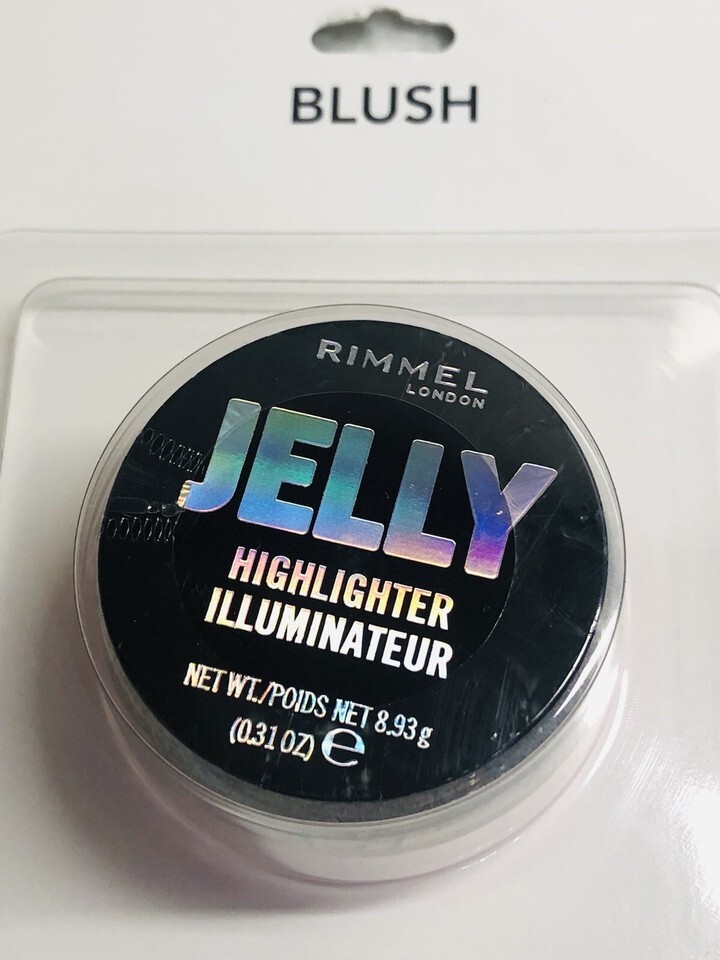 BLUSH
RIMMEL
LONDON
JELLY
HIGHLIGHTER
ILLUMINATEUR
NET WT./POIDS NET 8.93 g
(0.31 OZ) ℮